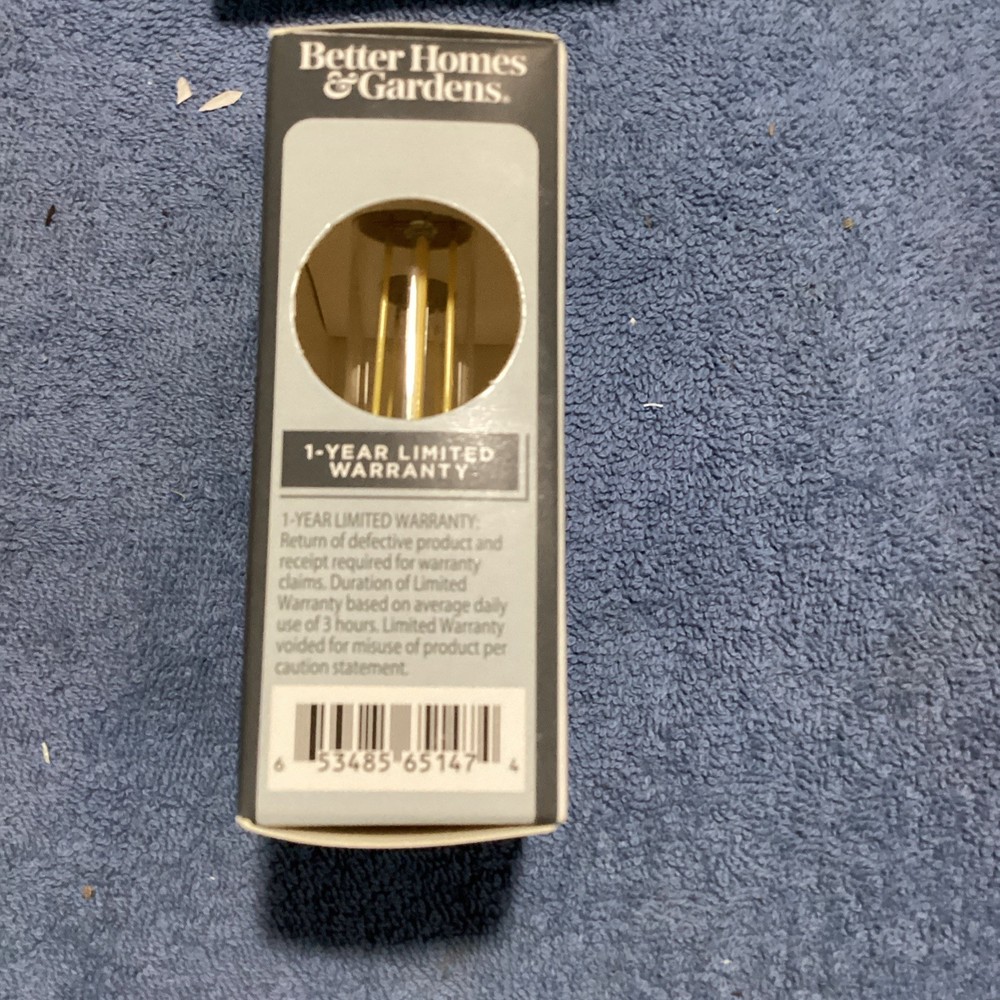 Better Homes
&Gardens®
1-YEAR LIMITED
WARRANTY
1-YEAR LIMITED WARRANTY:
Return of defective product and
receipt required for warranty
claims. Duration of Limited
Warranty based on average daily
use of 3 hours. Limited Warranty
voided for misuse of product per
caution statement.
6 53485 65147 4